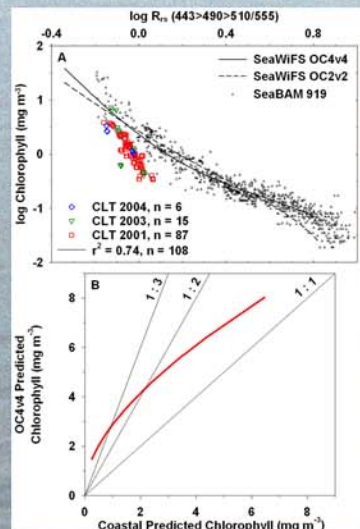 log Rrs (443>490>510/555)
-0.4 0.0 0.4 0.8
A
SeaWiFS OC4v4
SeaWiFS OC2v2
SeaBAM 919
log Chlorophyll (mg m-3)
2
1
0
-1
-2
CLT 2004, n = 6
CLT 2003, n = 15
CLT 2001, n = 87
r2 = 0.74, n = 108
B
1 : 3
1 : 2
1 : 1
OC4v4 Predicted
Chlorophyll (mg m-3)
8
6
4
2
0
0 2 4 6 8
Coastal Predicted Chlorophyll (mg m-3)